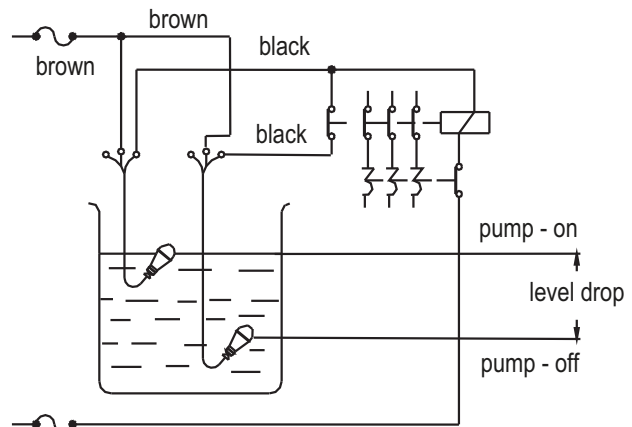 brown
brown
black
black
pump - on
level drop
pump - off